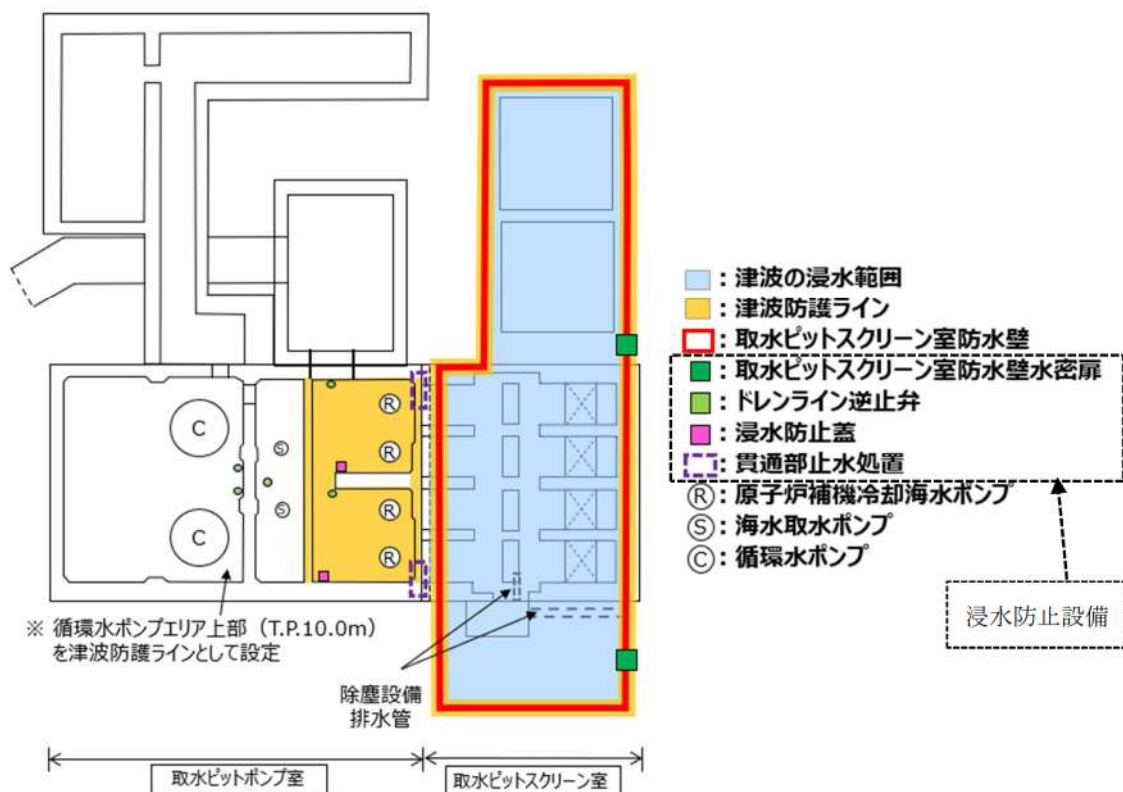 ■：津波の浸水範囲
■：津波防護ライン
□：取水ピットスクリーン室防水壁
■：取水ピットスクリーン室防水壁水密扉
■：ドレンライン逆止弁
■：浸水防止蓋
：貫通部止水処置
Ⓡ：原子炉補機冷却海水ポンプ
Ⓢ：海水取水ポンプ
Ⓒ：循環水ポンプ
浸水防止設備
C
C
S
S
R
R
R
R
※ 循環水ポンプエリア上部（T.P.10.0m）
を津波防護ラインとして設定
除塵設備
排水管
取水ピットポンプ室
取水ピットスクリーン室